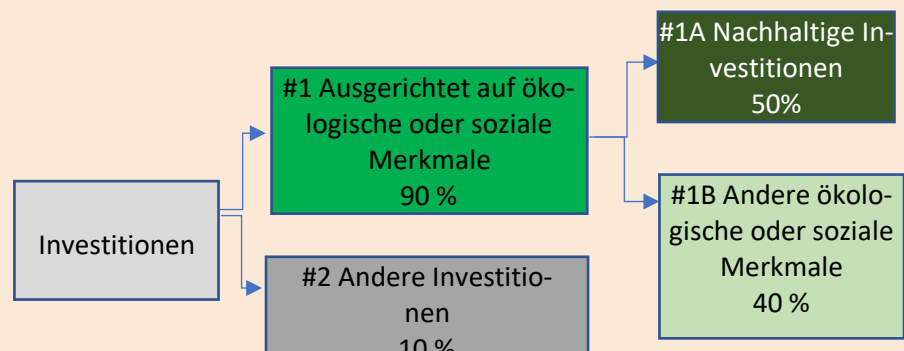 Investitionen
#1 Ausgerichtet auf öko-
logische oder soziale
Merkmale
90 %
#2 Andere Investitio-
nen
10 %
#1A Nachhaltige In-
vestitionen
50%
#1B Andere ökolo-
gische oder soziale
Merkmale
40 %